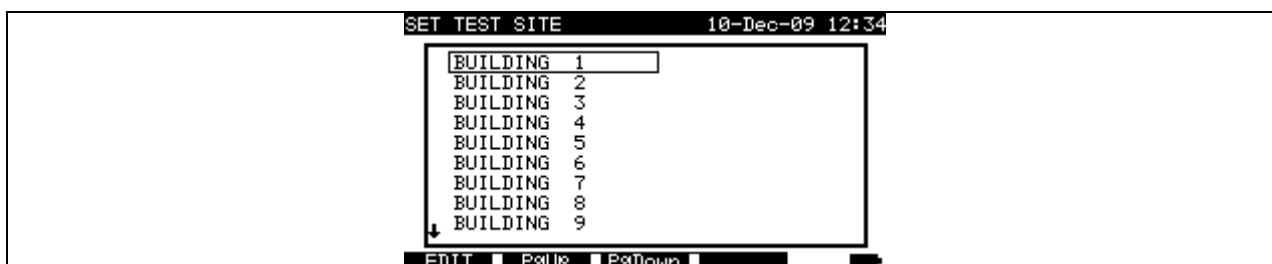 SET TEST SITE 10-Dec-09 12:34
BUILDING 1
BUILDING 2
BUILDING 3
BUILDING 4
BUILDING 5
BUILDING 6
BUILDING 7
BUILDING 8
BUILDING 9
EDIT PgUp PgDown